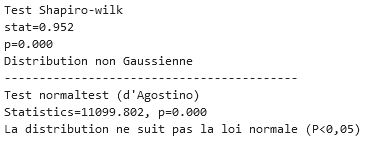 Test Shapiro-wilk
stat=0.952
p=0.000
Distribution non Gaussienne
------------------------------------------
Test normaltest (d'Agostino)
Statistics=11099.802, p=0.000
La distribution ne suit pas la loi normale (P<0,05)